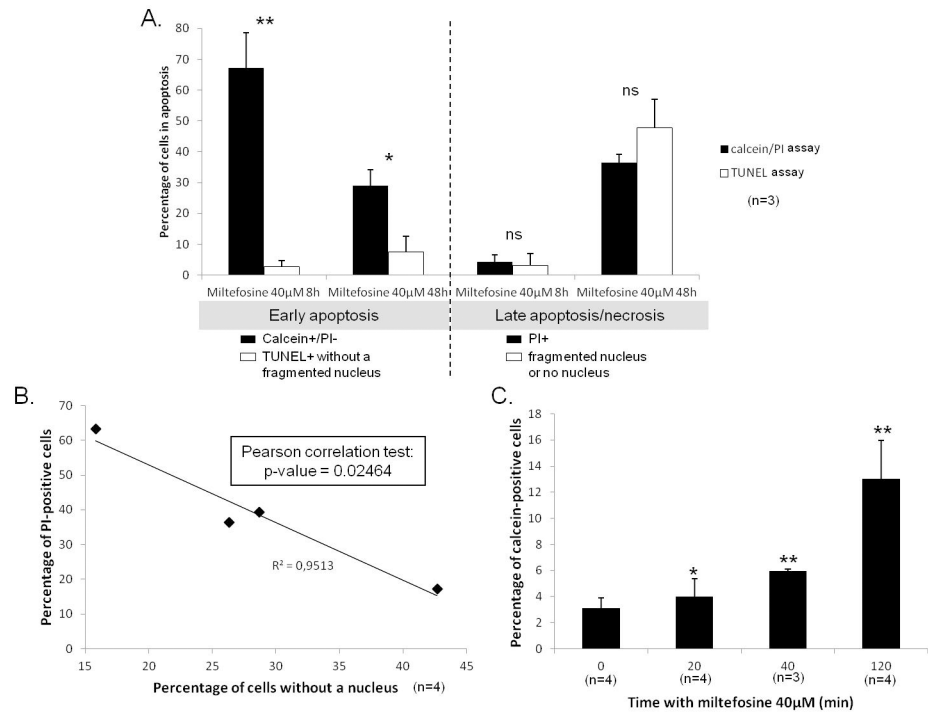 A.
Percentage of cells in apoptosis
80
70
60
50
40
30
20
10
0
**
*
ns
ns
Miltefosine 40µM 8h
Miltefosine 40µM 48h
Miltefosine 40µM 8h
Miltefosine 40µM 48h
Early apoptosis
Late apoptosis/necrosis
Calcein+/PI-
TUNEL+ without a
fragmented nucleus
PI+
fragmented nucleus
or no nucleus
calcein/PI assay
TUNEL assay
(n=3)
B.
Percentage of PI-positive cells
70
60
50
40
30
20
10
0
Pearson correlation test:
p-value = 0.02464
R² = 0,9513
15
20
25
30
35
40
45
Percentage of cells without a nucleus
(n=4)
C.
Percentage of calcein-positive cells
18
16
14
12
10
8
6
4
2
0
*
**
**
0
20
40
120
(n=4)
(n=4)
(n=3)
(n=4)
Time with miltefosine 40µM (min)